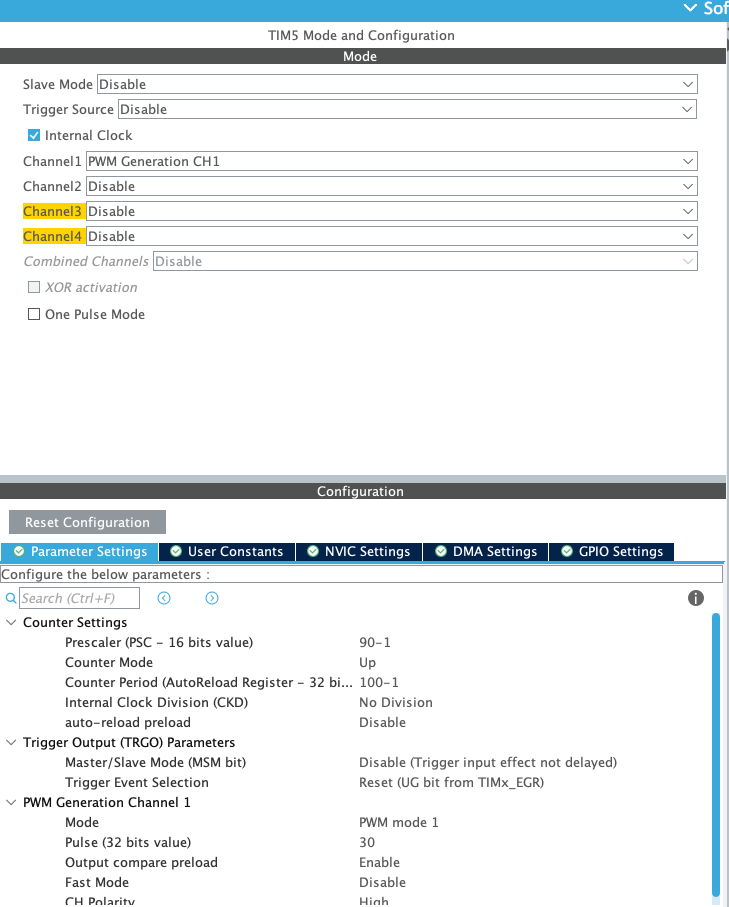 Sof
TIM5 Mode and Configuration
Mode
Slave Mode Disable
Trigger Source Disable
Internal Clock
Channel1 PWM Generation CH1
Channel2 Disable
Channel3 Disable
Channel4 Disable
Combined Channels Disable
XOR activation
One Pulse Mode
Configuration
Reset Configuration
Parameter Settings User Constants NVIC Settings DMA Settings GPIO Settings
Configure the below parameters :
Search (Ctrl+F)
Counter Settings
Prescaler (PSC - 16 bits value) 90-1
Counter Mode Up
Counter Period (AutoReload Register - 32 bi... 100-1
Internal Clock Division (CKD) No Division
auto-reload preload Disable
Trigger Output (TRGO) Parameters
Master/Slave Mode (MSM bit) Disable (Trigger input effect not delayed)
Trigger Event Selection Reset (UG bit from TIMx_EGR)
PWM Generation Channel 1
Mode PWM mode 1
Pulse (32 bits value) 30
Output compare preload Enable
Fast Mode Disable
CH Polarity High